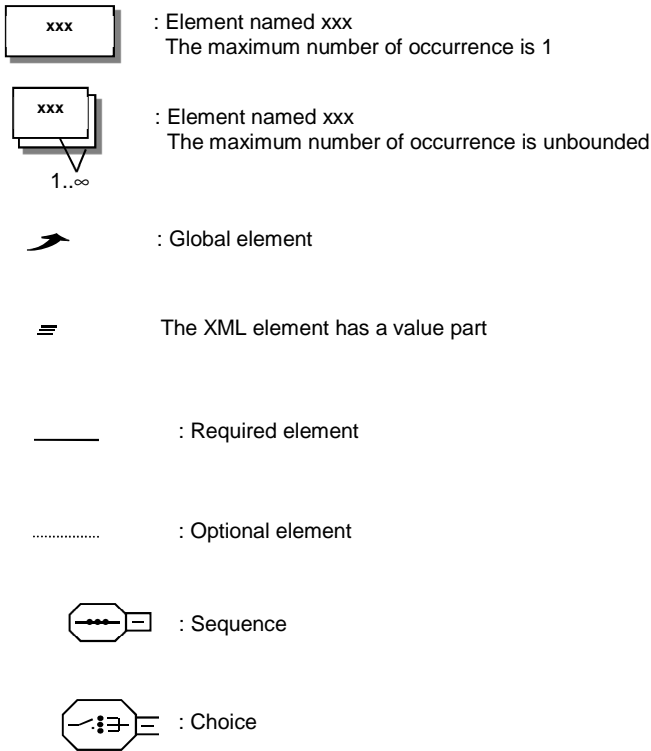 xxx
: Element named xxx
The maximum number of occurrence is 1
xxx
: Element named xxx
The maximum number of occurrence is unbounded
1..∞
: Global element
The XML element has a value part
: Required element
: Optional element
: Sequence
: Choice